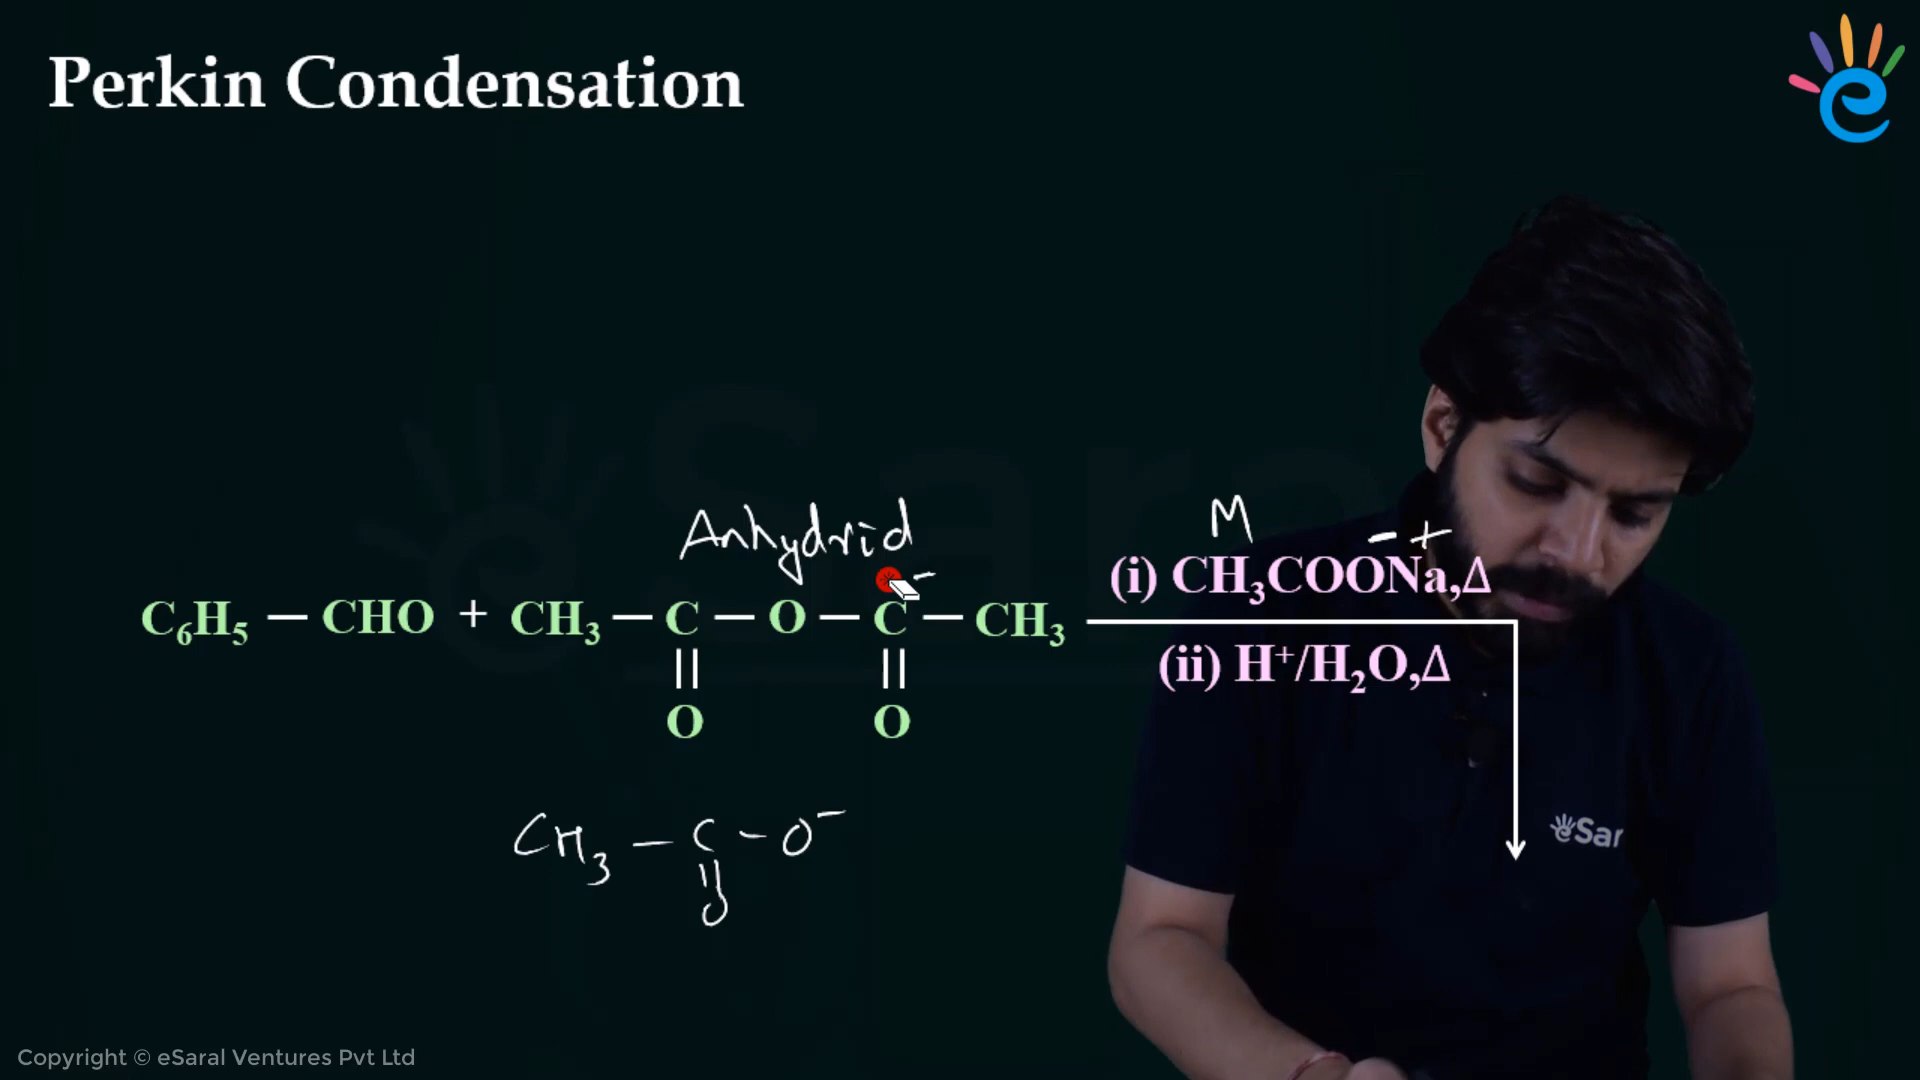 Perkin Condensation
Anhydrid
M
- +
(i) CH₃COONa,Δ
C₆H₅ — CHO + CH₃ — C — O — C — CH₃
(ii) H⁺/H₂O,Δ
|| ||
O O
CH₃ — C — O⁻
||
O
eSar
Copyright © eSaral Ventures Pvt Ltd